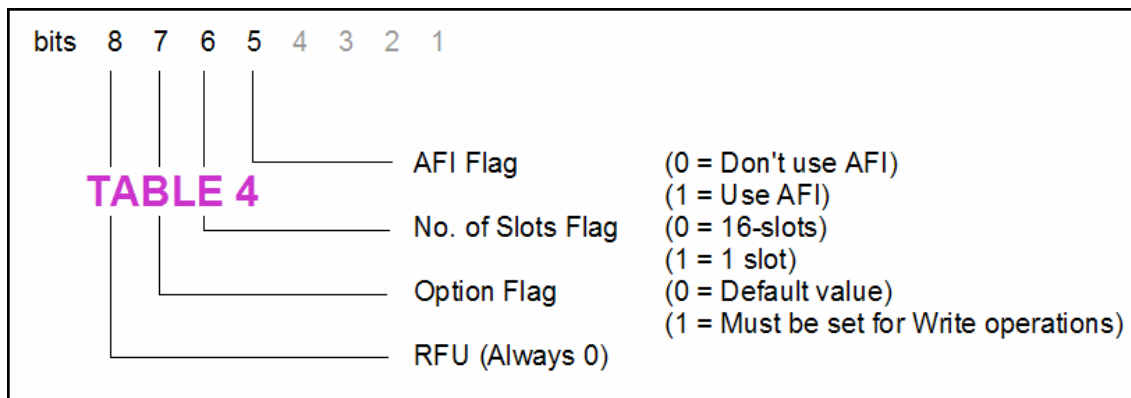 bits 8 7 6 5 4 3 2 1
AFI Flag (0 = Don't use AFI)
TABLE 4 (1 = Use AFI)
No. of Slots Flag (0 = 16-slots)
(1 = 1 slot)
Option Flag (0 = Default value)
(1 = Must be set for Write operations)
RFU (Always 0)